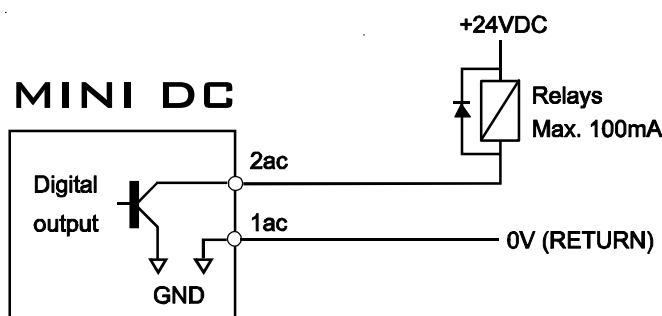 +24VDC
MINI DC
Relays
Max. 100mA
2ac
Digital
output
1ac
0V (RETURN)
GND